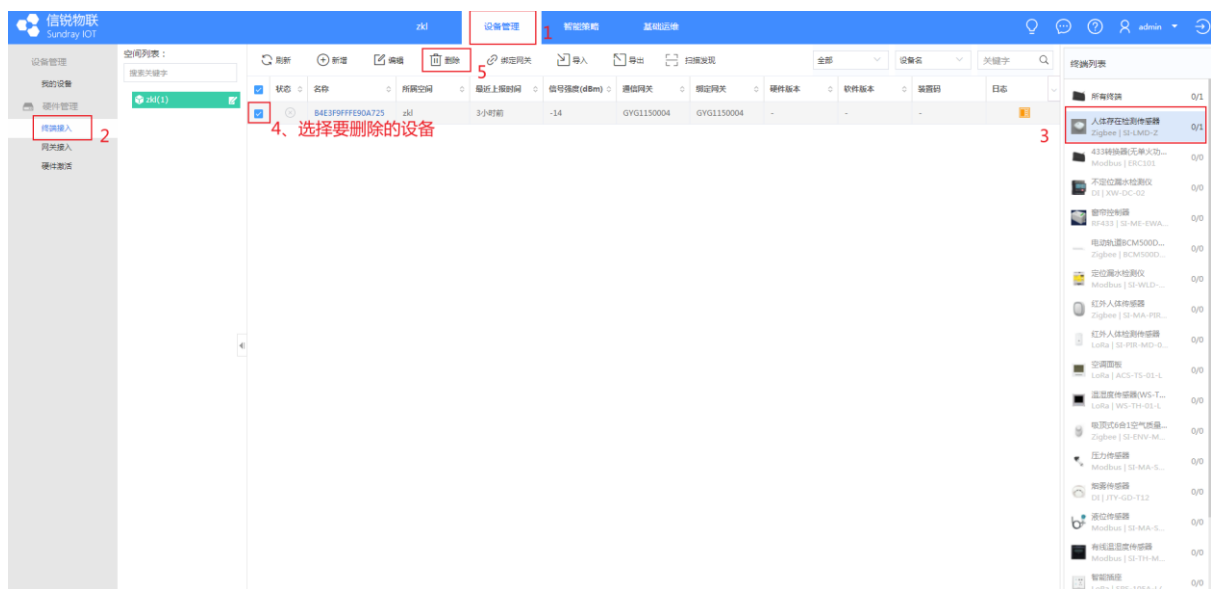 信锐物联
Sundray IOT
zkl
设备管理
1
智能策略
基础运维
admin
设备管理
我的设备
硬件管理
终端接入
2
网关接入
硬件激活
空间列表：
搜索关键字
zkl(1)
刷新
新增
编辑
删除
5
绑定网关
导入
导出
扫描发现
全部
设备名
关键字
状态 名称 所属空间 最近上报时间 信号强度(dBm) 通信网关 绑定网关 硬件版本 软件版本 装置码 日志
B4E3F9FFFE90A725 zkl 3小时前 -14 GYG1150004 GYG1150004 - - -
4、选择要删除的设备
3
终端列表
所有终端 0/1
人体存在检测传感器 0/1
Zigbee | SI-LMD-Z
433转换器(无单火功... 0/0
Modbus | ERC101
不定位漏水检测仪 0/0
DI | XW-DC-02
窗帘控制器 0/0
RF433 | SI-ME-EWA...
电动轨道BCM500D... 0/0
Zigbee | BCM500D...
定位漏水检测仪 0/0
Modbus | SI-WLD-...
红外人体传感器 0/0
Zigbee | SI-MA-PIR...
红外人体检测传感器 0/0
LoRa | SI-PIR-MD-0...
空调面板 0/0
LoRa | ACS-TS-01-L
温湿度传感器(WS-T... 0/0
LoRa | WS-TH-01-L
吸顶式6合1空气质量... 0/0
Zigbee | SI-ENV-M...
压力传感器 0/0
Modbus | SI-MA-S...
烟雾传感器 0/0
DI | JTY-GD-T12
液位传感器 0/0
Modbus | SI-MA-S...
有线温湿度传感器 0/0
Modbus | SI-TH-M...
智能插座 0/0